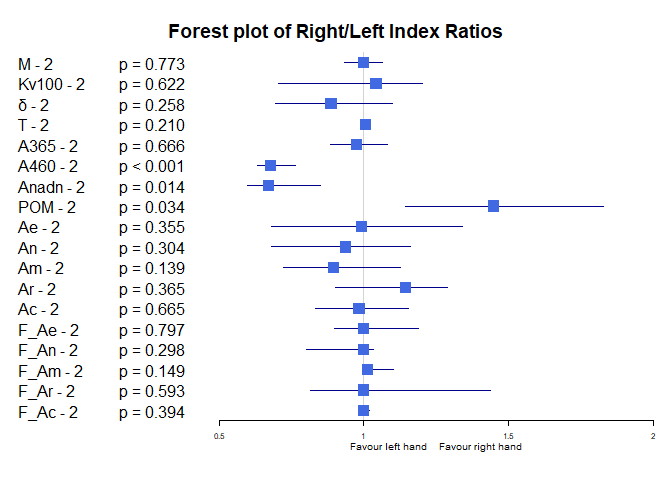 Forest plot of Right/Left Index Ratios
M - 2 p = 0.773
Kv100 - 2 p = 0.622
δ - 2 p = 0.258
T - 2 p = 0.210
A365 - 2 p = 0.666
A460 - 2 p < 0.001
Anadn - 2 p = 0.014
POM - 2 p = 0.034
Ae - 2 p = 0.355
An - 2 p = 0.304
Am - 2 p = 0.139
Ar - 2 p = 0.365
Ac - 2 p = 0.665
F_Ae - 2 p = 0.797
F_An - 2 p = 0.298
F_Am - 2 p = 0.149
F_Ar - 2 p = 0.593
F_Ac - 2 p = 0.394
0.5 1 1.5 2
Favour left hand Favour right hand